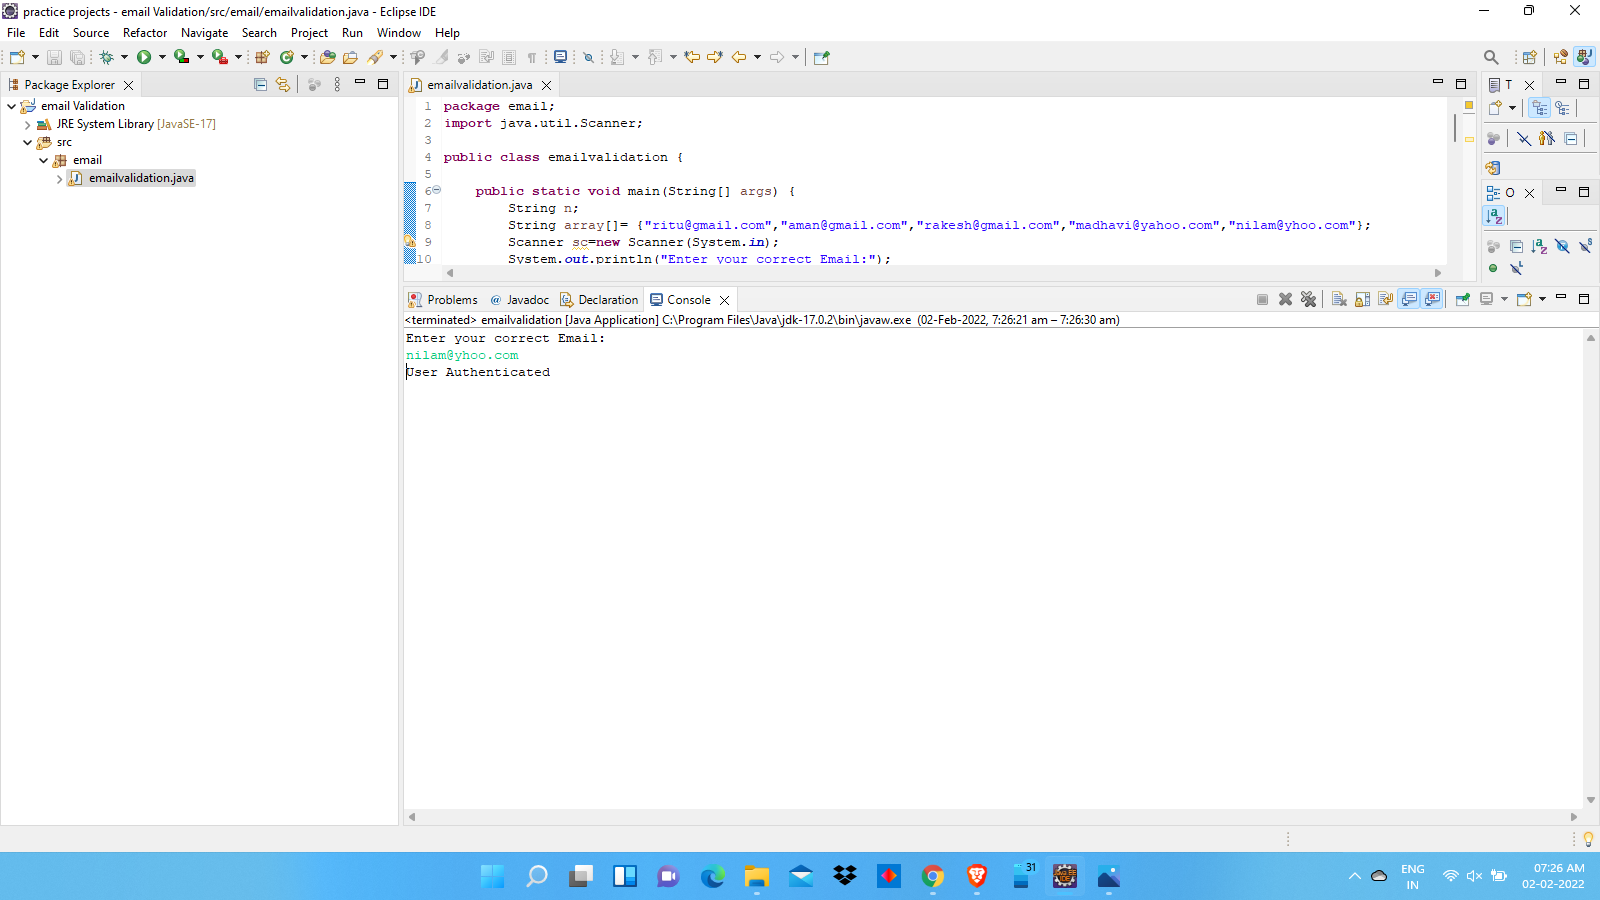 practice projects - email Validation/src/email/emailvalidation.java - Eclipse IDE
File Edit Source Refactor Navigate Search Project Run Window Help
Package Explorer
email Validation
JRE System Library [JavaSE-17]
src
email
emailvalidation.java
emailvalidation.java
1 package email;
2 import java.util.Scanner;
3
4 public class emailvalidation {
5
6 public static void main(String[] args) {
7 String n;
8 String array[]= {"ritu@gmail.com","aman@gmail.com","rakesh@gmail.com","madhavi@yahoo.com","nilam@yhoo.com"};
9 Scanner sc=new Scanner(System.in);
10 System.out.println("Enter your correct Email:");
T
O
Problems @ Javadoc Declaration Console
<terminated> emailvalidation [Java Application] C:\Program Files\Java\jdk-17.0.2\bin\javaw.exe (02-Feb-2022, 7:26:21 am – 7:26:30 am)
Enter your correct Email:
nilam@yhoo.com
User Authenticated
31
ENG
IN
07:26 AM
02-02-2022